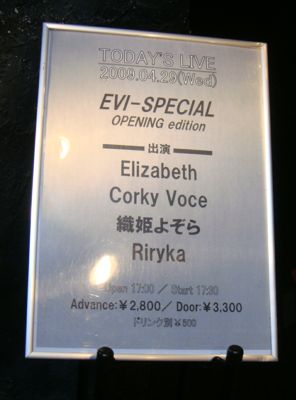 TODAY'S LIVE
2009.04.29(Wed)
EVI-SPECIAL
OPENING edition
出演
Elizabeth
Corky Voce
織姫よぞら
Riryka
Open 17:00 / Start 17:30
Advance:¥2,800/ Door:¥3,300
ドリンク別¥500